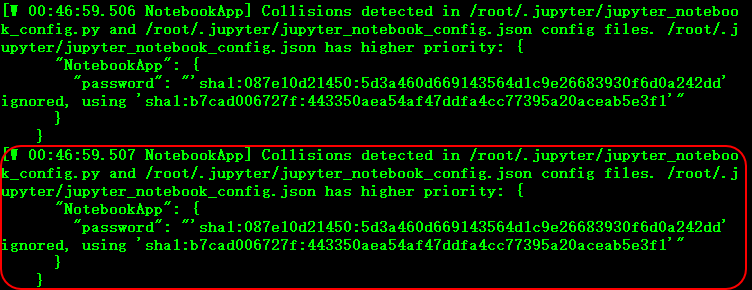 [W 00:46:59.506 NotebookApp] Collisions detected in /root/.jupyter/jupyter_noteboo
k_config.py and /root/.jupyter/jupyter_notebook_config.json config files. /root/.j
upyter/jupyter_notebook_config.json has higher priority: {
      "NotebookApp": {
        "password": "'sha1:087e10d21450:5d3a460d669143564d1c9e26683930f6d0a242dd'
ignored, using 'sha1:b7cad006727f:443350aea54af47ddfa4cc77395a20aceab5e3f1'"
      }
    }
[W 00:46:59.507 NotebookApp] Collisions detected in /root/.jupyter/jupyter_noteboo
k_config.py and /root/.jupyter/jupyter_notebook_config.json config files. /root/.j
upyter/jupyter_notebook_config.json has higher priority: {
      "NotebookApp": {
        "password": "'sha1:087e10d21450:5d3a460d669143564d1c9e26683930f6d0a242dd'
ignored, using 'sha1:b7cad006727f:443350aea54af47ddfa4cc77395a20aceab5e3f1'"
      }
    }